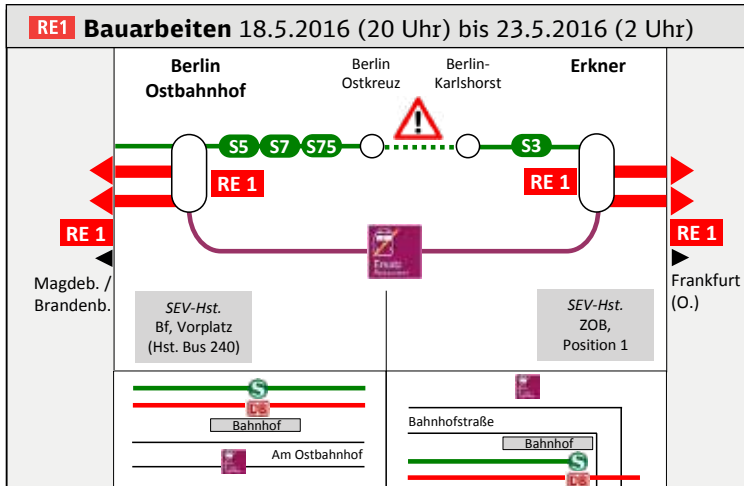 RE1 Bauarbeiten 18.5.2016 (20 Uhr) bis 23.5.2016 (2 Uhr)
Berlin
Ostbahnhof
Berlin
Ostkreuz
Berlin-
Karlshorst
Erkner
S5 S7 S75
S3
RE 1
RE 1
RE 1
RE 1
Magdeb. /
Brandenb.
Frankfurt
(O.)
Ersatz
SEV-Hst.
Bf, Vorplatz
(Hst. Bus 240)
SEV-Hst.
ZOB,
Position 1
S
DB
Bahnhof
Am Ostbahnhof
Bahnhofstraße
Bahnhof
S
DB